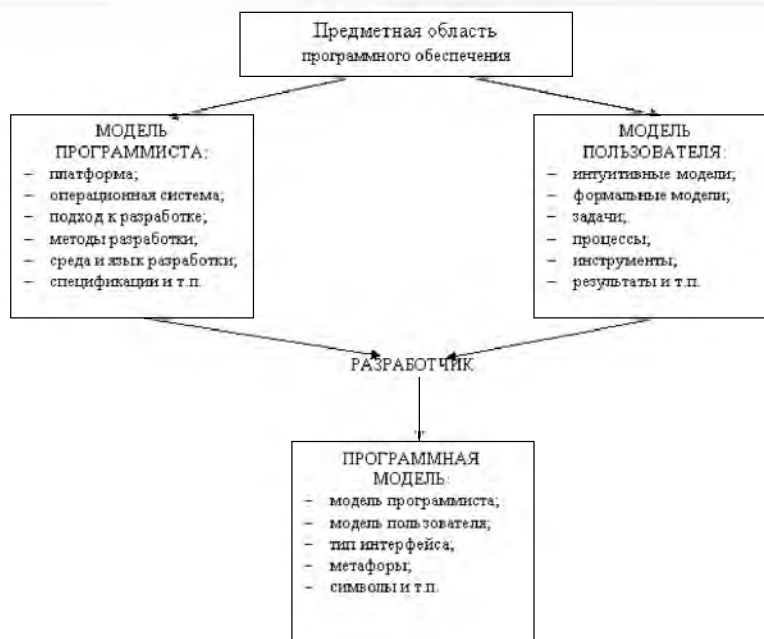 Предметная область
программного обеспечения
МОДЕЛЬ
ПРОГРАММИСТА:
– платформа;
– операционная система;
– подход к разработке;
– методы разработки;
– среда и язык разработки;
– спецификации и т.п.
МОДЕЛЬ
ПОЛЬЗОВАТЕЛЯ:
– интуитивные модели;
– формальные модели;
– задачи;
– процессы;
– инструменты;
– результаты и т.п.
РАЗРАБОТЧИК
ПРОГРАММНАЯ
МОДЕЛЬ:
– модель программиста;
– модель пользователя;
– тип интерфейса;
– метафоры;
– символы и т.п.